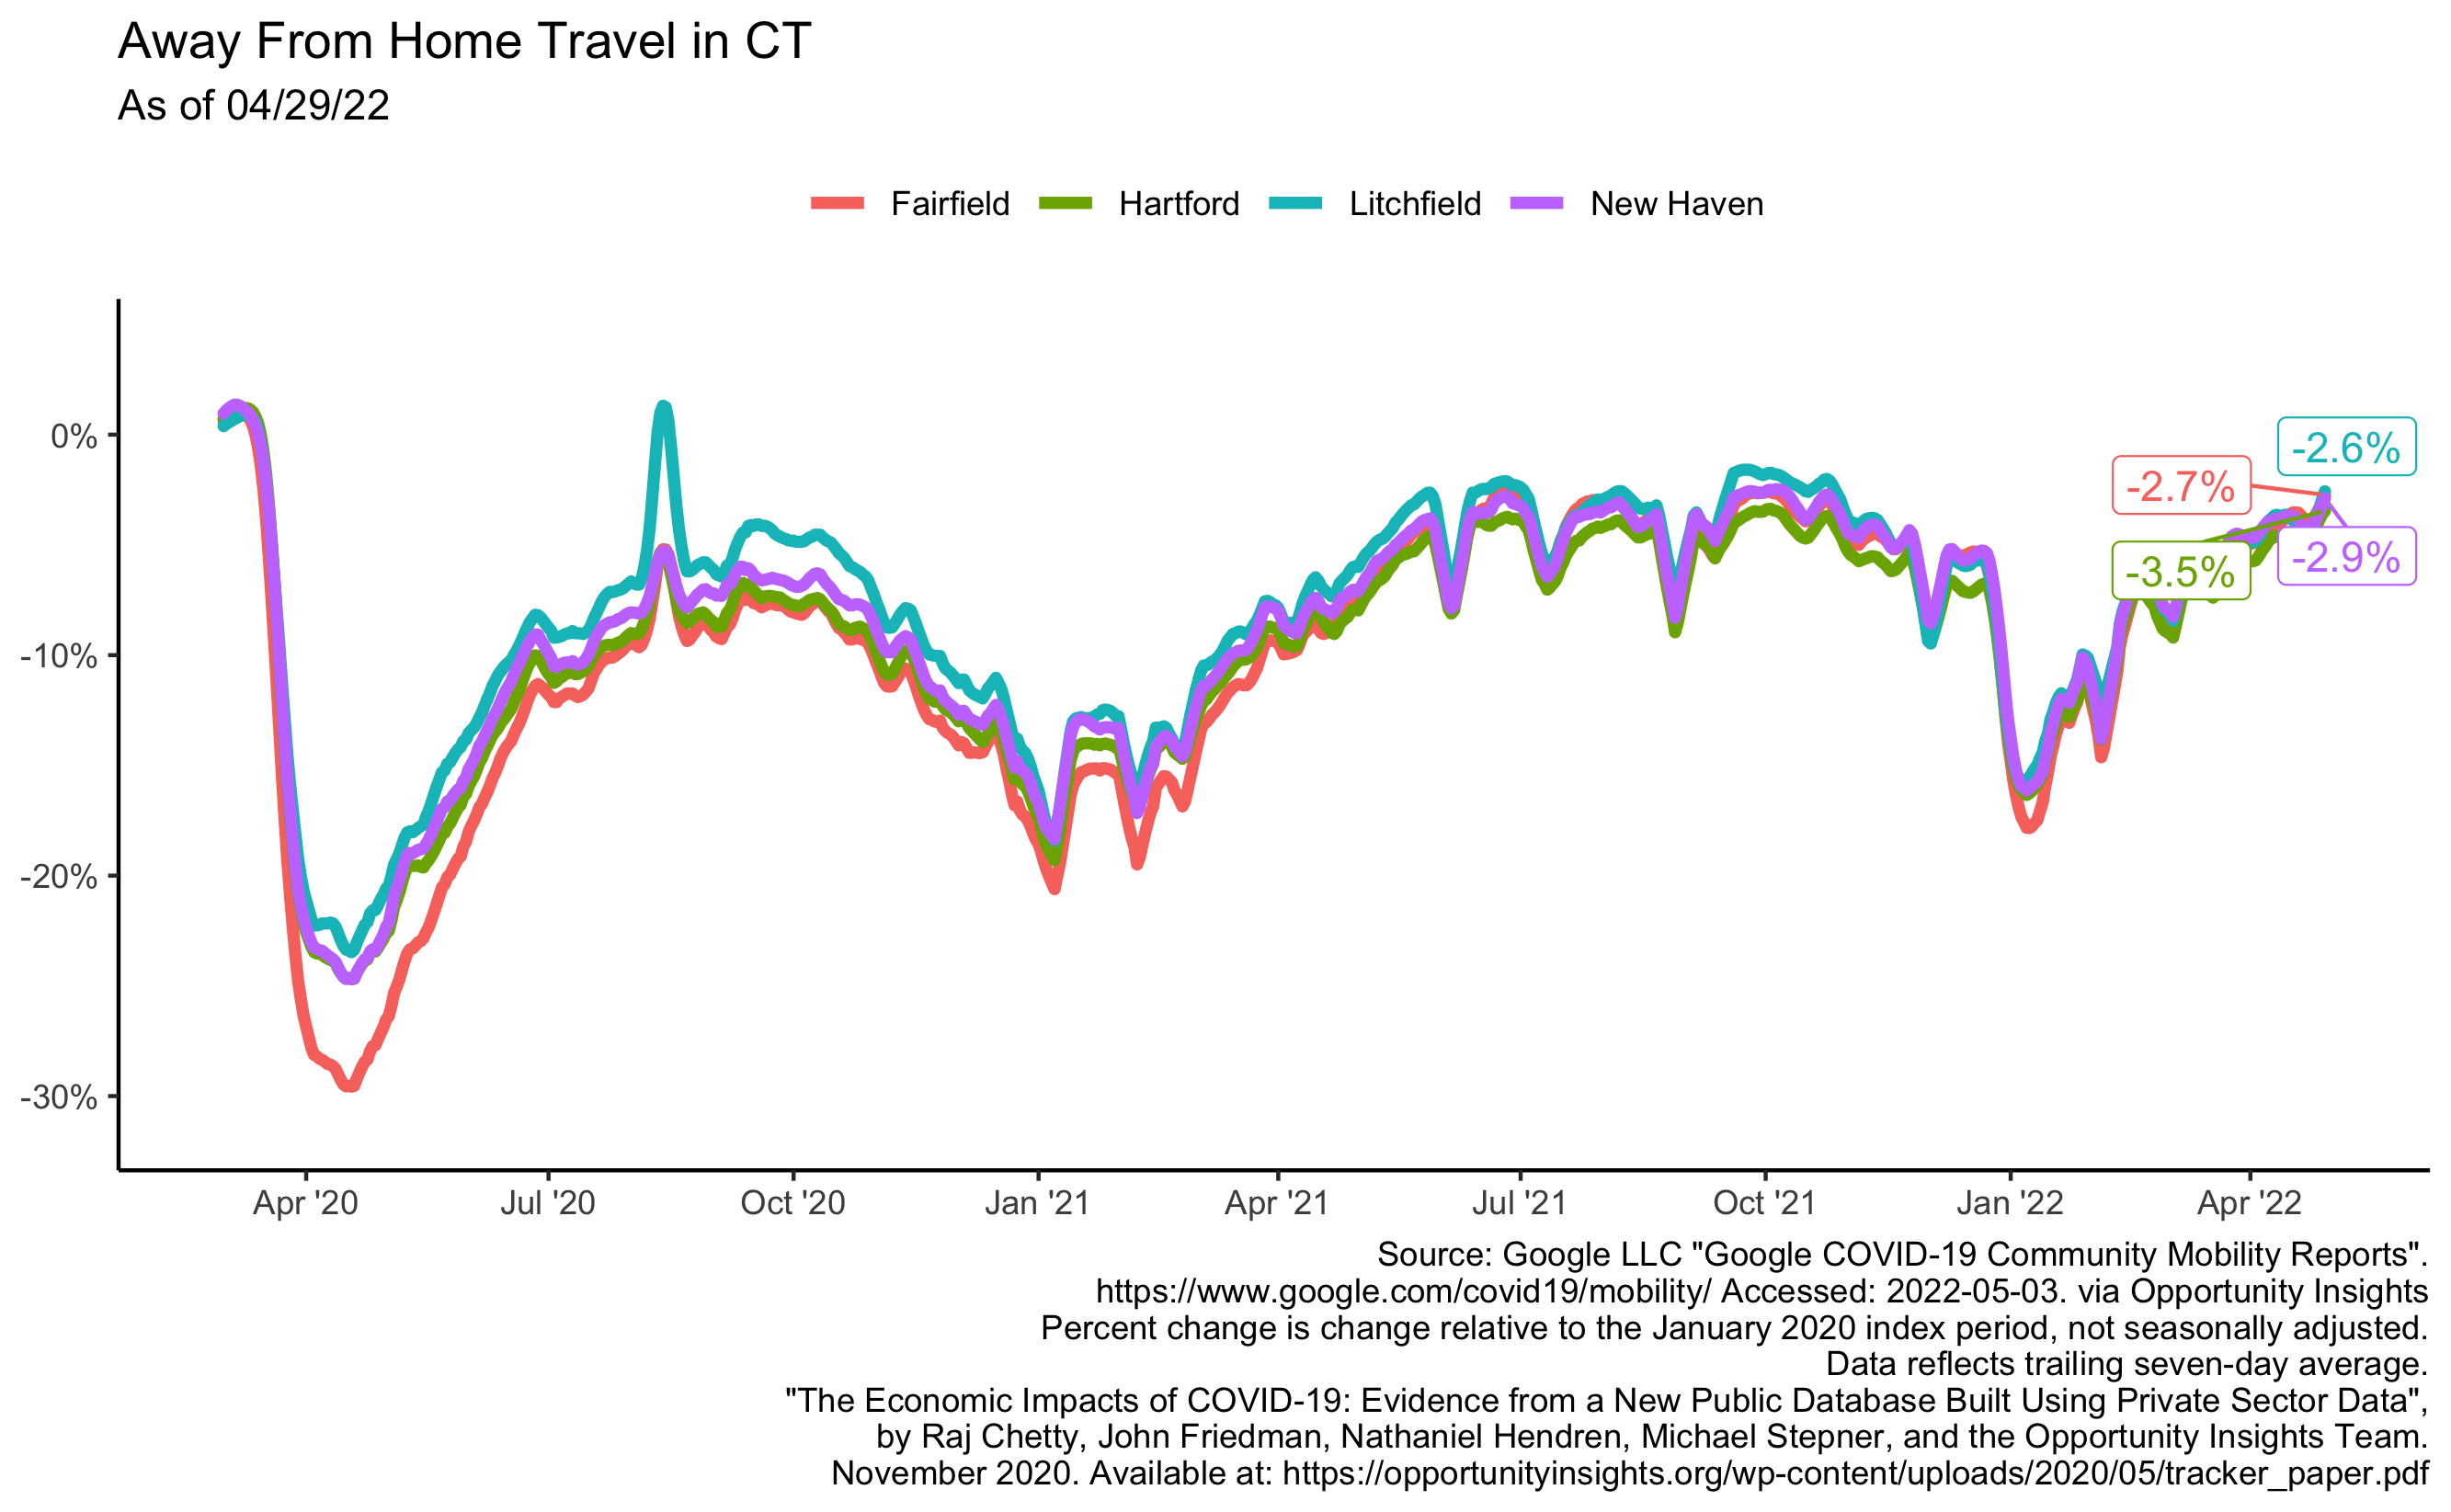 Away From Home Travel in CT
As of 04/29/22
Fairfield Hartford Litchfield New Haven
0%
-10%
-20%
-30%
-2.6%
-2.7%
-2.9%
-3.5%
Apr '20 Jul '20 Oct '20 Jan '21 Apr '21 Jul '21 Oct '21 Jan '22 Apr '22
Source: Google LLC "Google COVID-19 Community Mobility Reports".
https://www.google.com/covid19/mobility/ Accessed: 2022-05-03. via Opportunity Insights
Percent change is change relative to the January 2020 index period, not seasonally adjusted.
Data reflects trailing seven-day average.
"The Economic Impacts of COVID-19: Evidence from a New Public Database Built Using Private Sector Data",
by Raj Chetty, John Friedman, Nathaniel Hendren, Michael Stepner, and the Opportunity Insights Team.
November 2020. Available at: https://opportunityinsights.org/wp-content/uploads/2020/05/tracker_paper.pdf